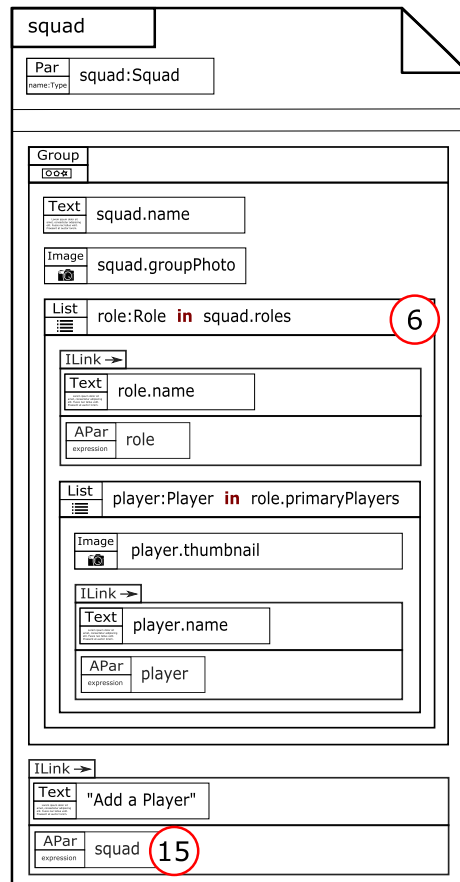 squad
Par
name:Type
squad:Squad
Group
Text
squad.name
Image
squad.groupPhoto
List
role:Role in squad.roles
6
ILink
Text
role.name
APar
expression
role
List
player:Player in role.primaryPlayers
Image
player.thumbnail
ILink
Text
player.name
APar
expression
player
ILink
Text
"Add a Player"
APar
expression
squad
15